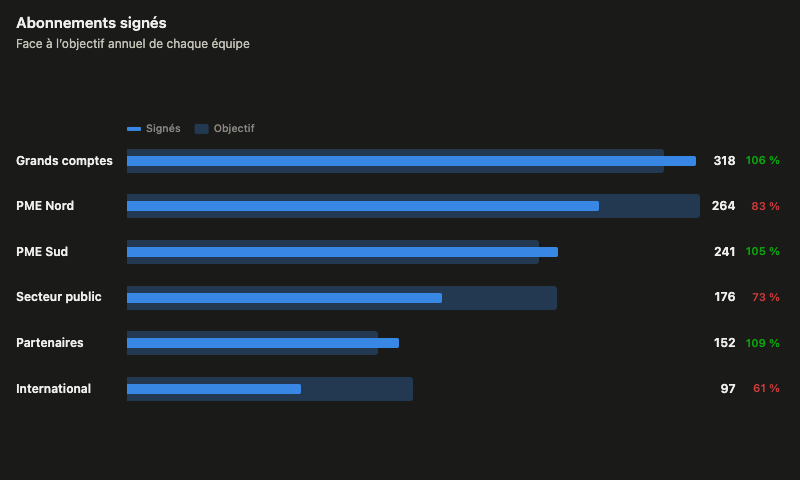 Abonnements signés
Face à l’objectif annuel de chaque équipe
Signés Objectif
Grands comptes 318 106 %
PME Nord 264 83 %
PME Sud 241 105 %
Secteur public 176 73 %
Partenaires 152 109 %
International 97 61 %